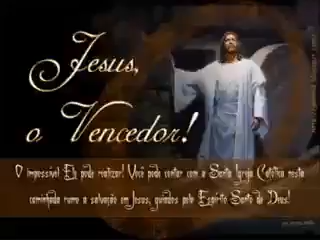 Jesus,
o Vencedor!
O impossível Ele pode realizar! Você pode contar com a Santa Igreja Católica nesta
caminhada rumo a salvação em Jesus, guiados pelo Espírito Santo de Deus!